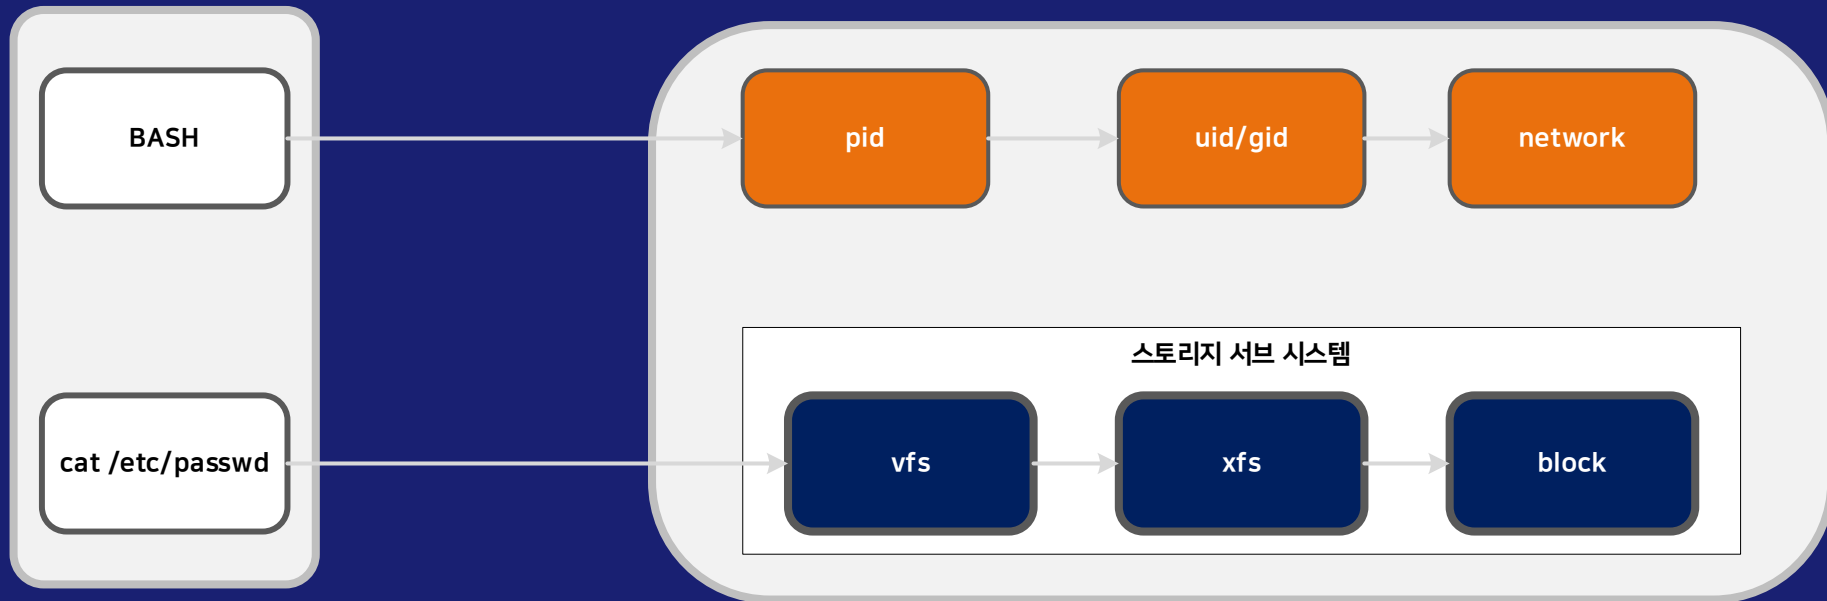 BASH
pid
uid/gid
network
스토리지 서브 시스템
cat /etc/passwd
vfs
xfs
block